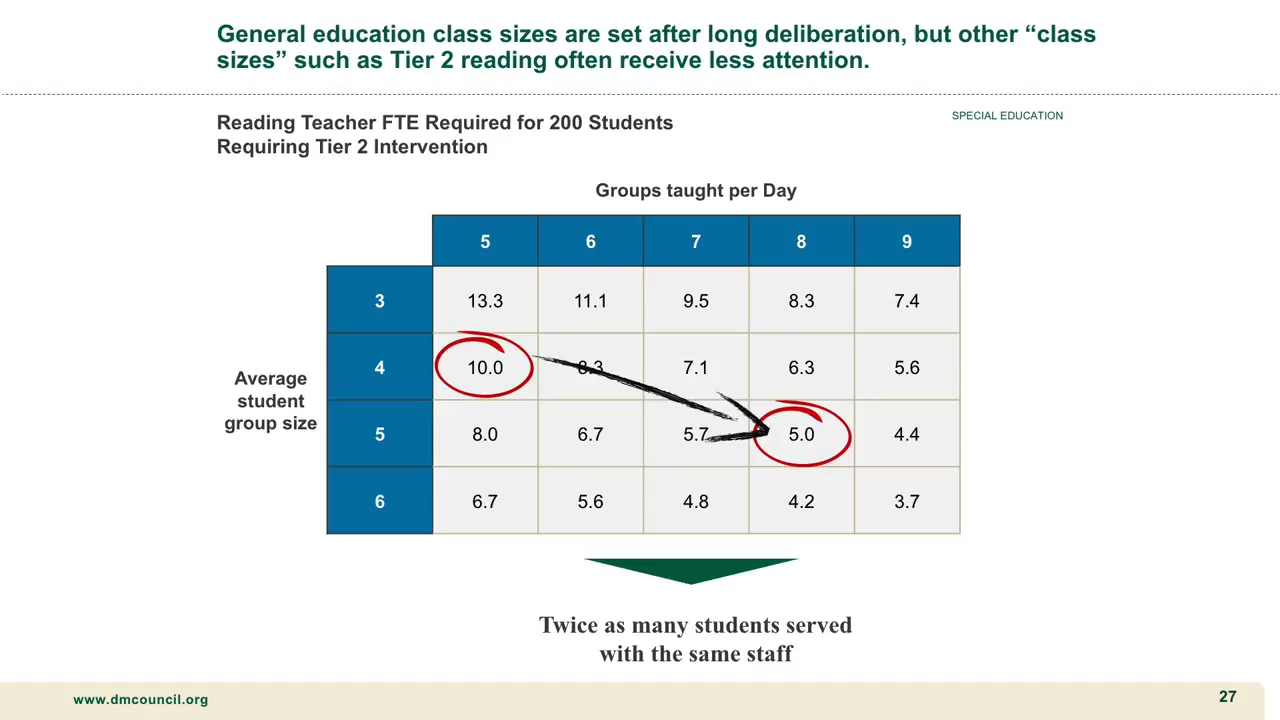 General education class sizes are set after long deliberation, but other “class
sizes” such as Tier 2 reading often receive less attention.
Reading Teacher FTE Required for 200 Students
Requiring Tier 2 Intervention
SPECIAL EDUCATION
Groups taught per Day
5 6 7 8 9
3 13.3 11.1 9.5 8.3 7.4
4 10.0 8.3 7.1 6.3 5.6
Average
student
group size
5 8.0 6.7 5.7 5.0 4.4
6 6.7 5.6 4.8 4.2 3.7
Twice as many students served
with the same staff
www.dmcouncil.org
27